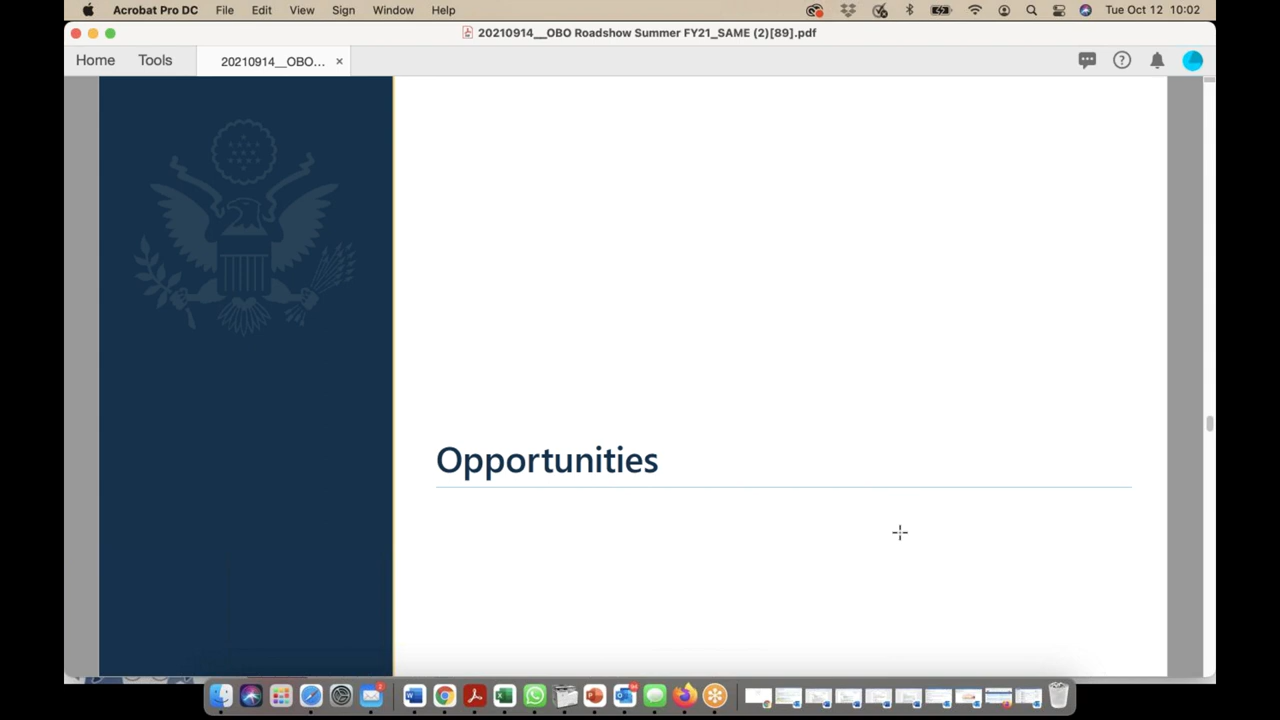 Acrobat Pro DC File Edit View Sign Window Help Tue Oct 12 10:02
20210914__OBO Roadshow Summer FY21_SAME (2)[89].pdf
Home Tools 20210914__OBO... ×
Opportunities